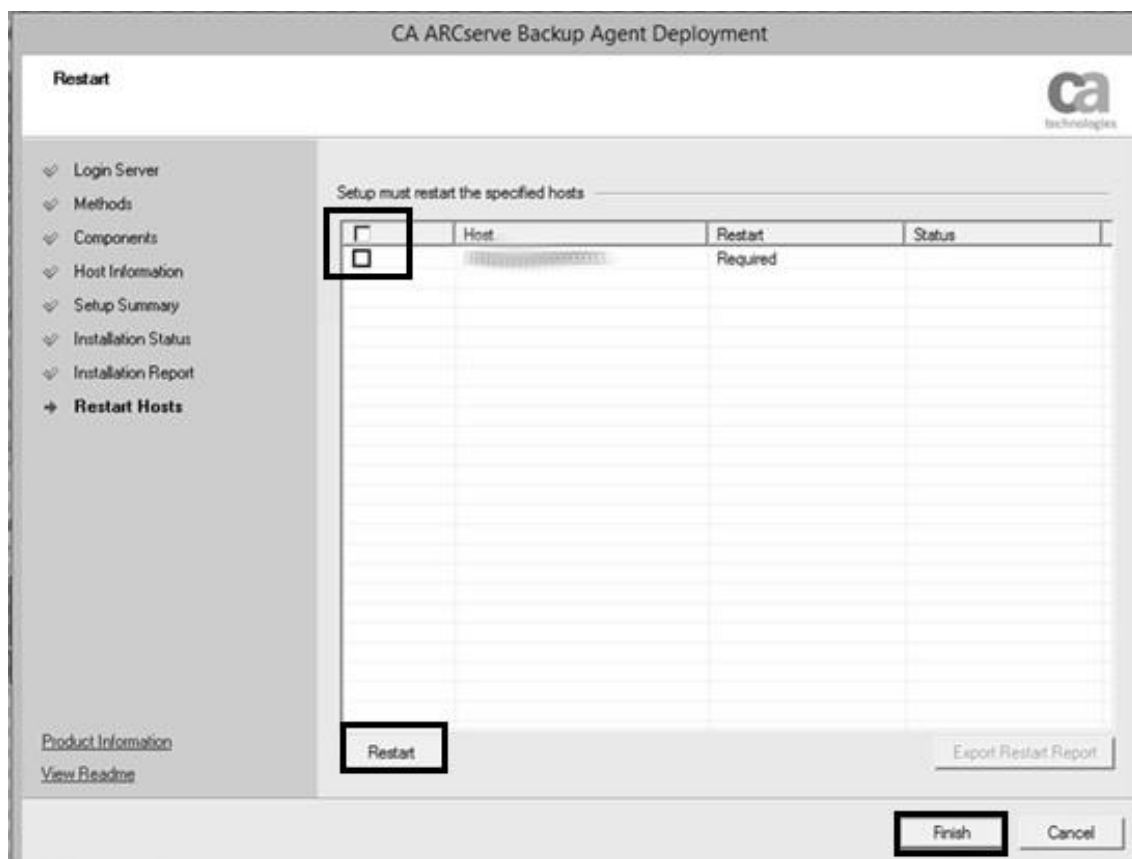 CA ARCserve Backup Agent Deployment
Restart
ca
technologies
Login Server
Methods
Components
Host Information
Setup Summary
Installation Status
Installation Report
Restart Hosts
Product Information
View Readme
Setup must restart the specified hosts
Host Restart Status
Required
Restart Export Restart Report
Finish Cancel